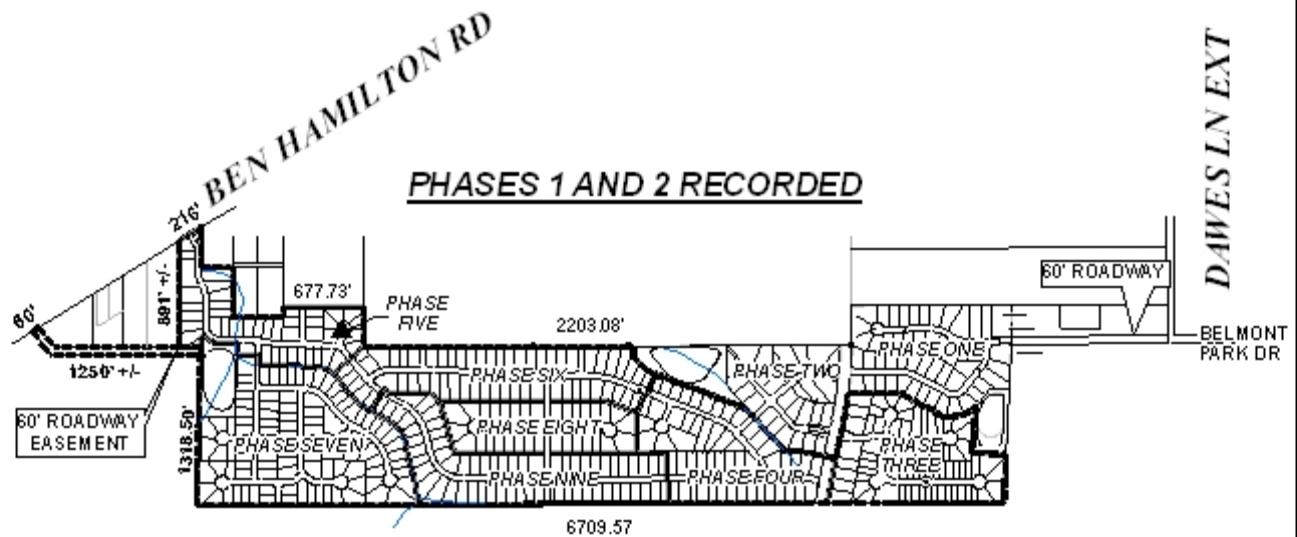 BEN HAMILTON RD
DAWES LN EXT
PHASES 1 AND 2 RECORDED
216'
60'
891' +/-
677.73'
PHASE
FIVE
2203.08'
60' ROADWAY
BELMONT
PARK DR
PHASE ONE
PHASE TWO
PHASE SIX
1250' +/-
60' ROADWAY
EASEMENT
1318.50'
PHASE SEVEN
PHASE EIGHT
PHASE
THREE
PHASE NINE
PHASE FOUR
6709.57